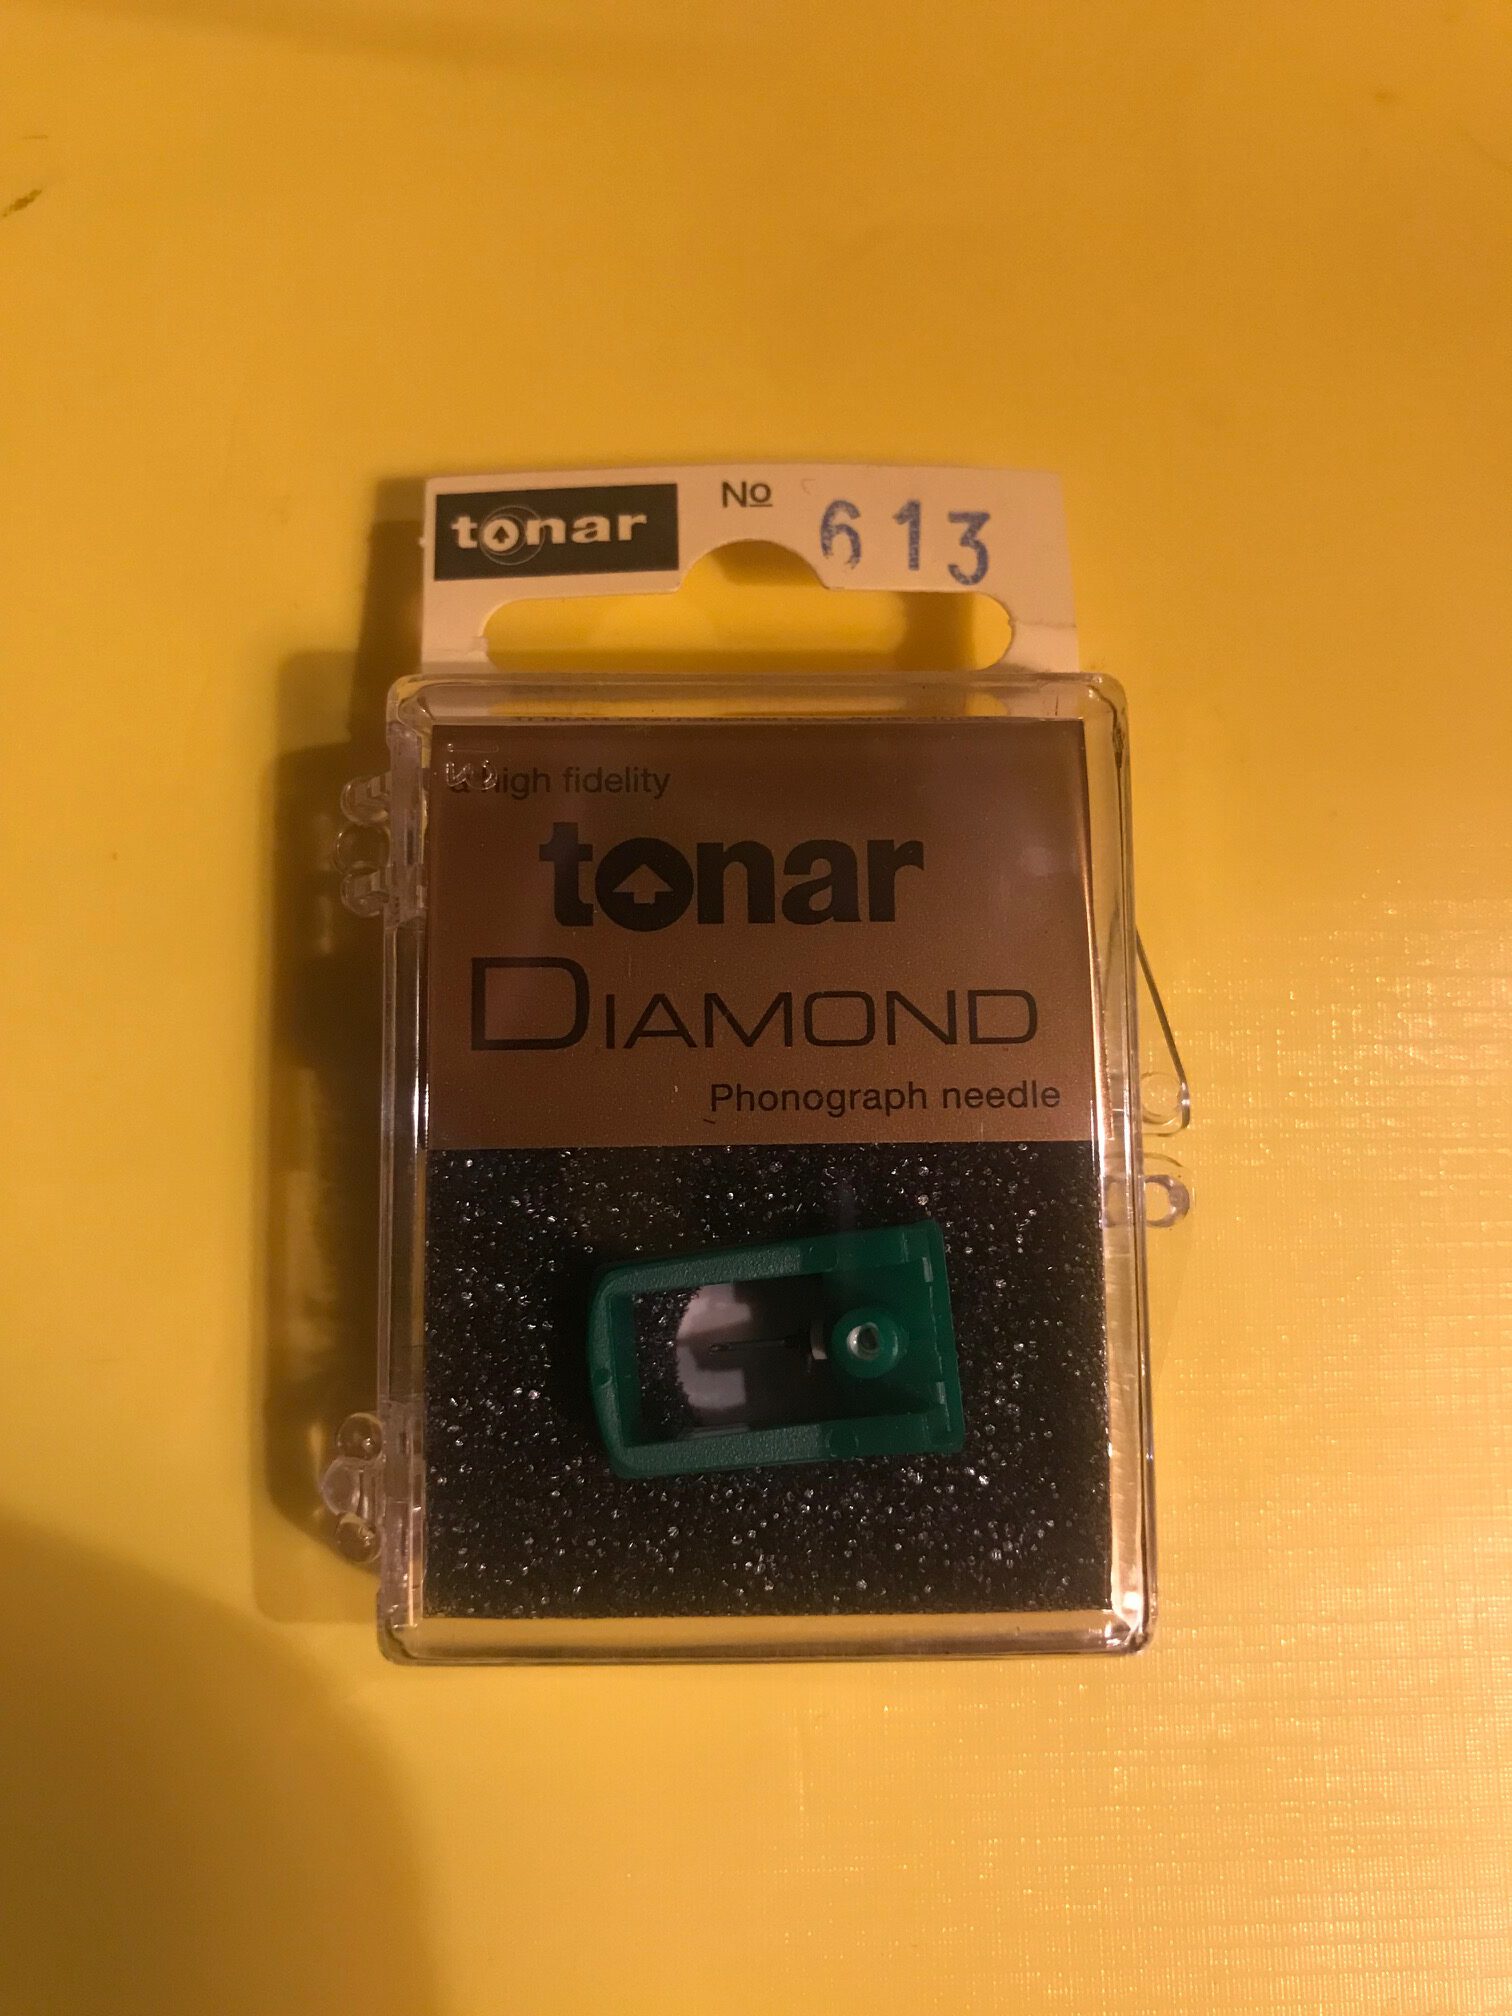 tonar
No 613
a high fidelity
tonar
DIAMOND
Phonograph needle